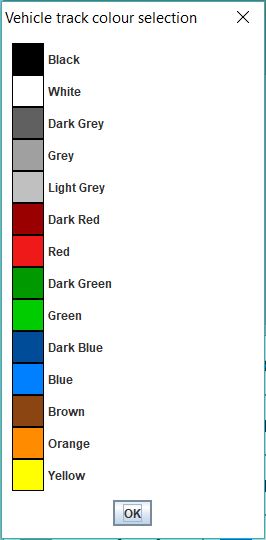 Vehicle track colour selection
Black
White
Dark Grey
Grey
Light Grey
Dark Red
Red
Dark Green
Green
Dark Blue
Blue
Brown
Orange
Yellow
OK